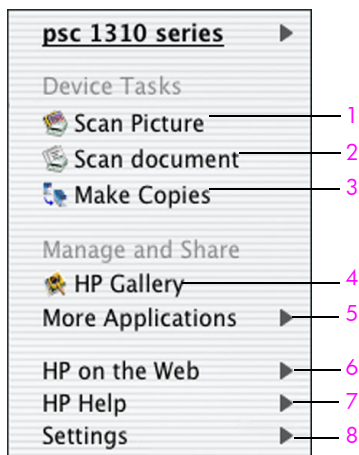 psc 1310 series
Device Tasks
Scan Picture 1
Scan document 2
Make Copies 3
Manage and Share
HP Gallery 4
More Applications 5
HP on the Web 6
HP Help 7
Settings 8